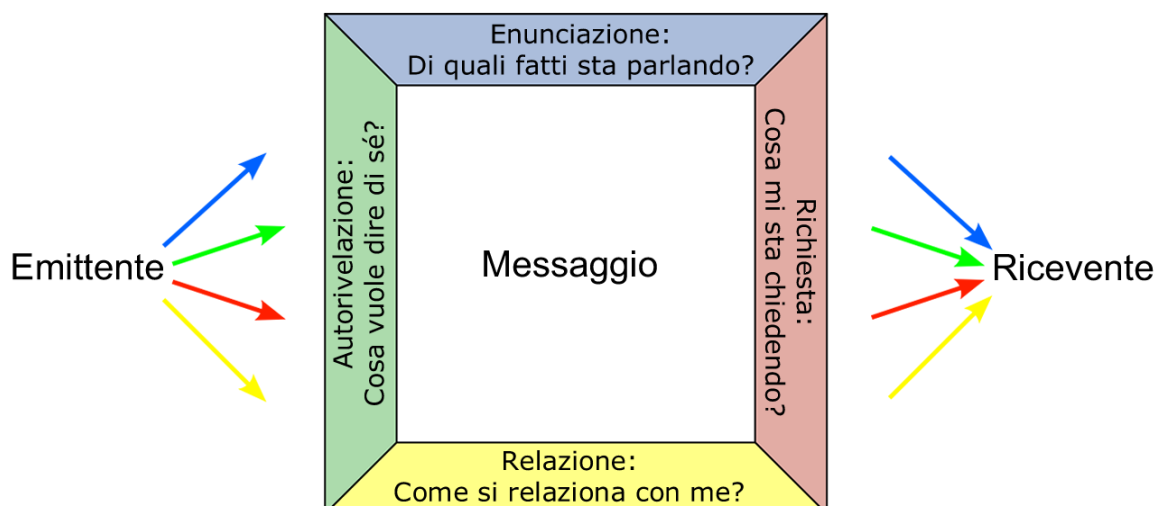 Enunciazione:
Di quali fatti sta parlando?
Emittente
Autorivelazione:
Cosa vuole dire di sé?
Messaggio
Richiesta:
Cosa mi sta chiedendo?
Ricevente
Relazione:
Come si relaziona con me?